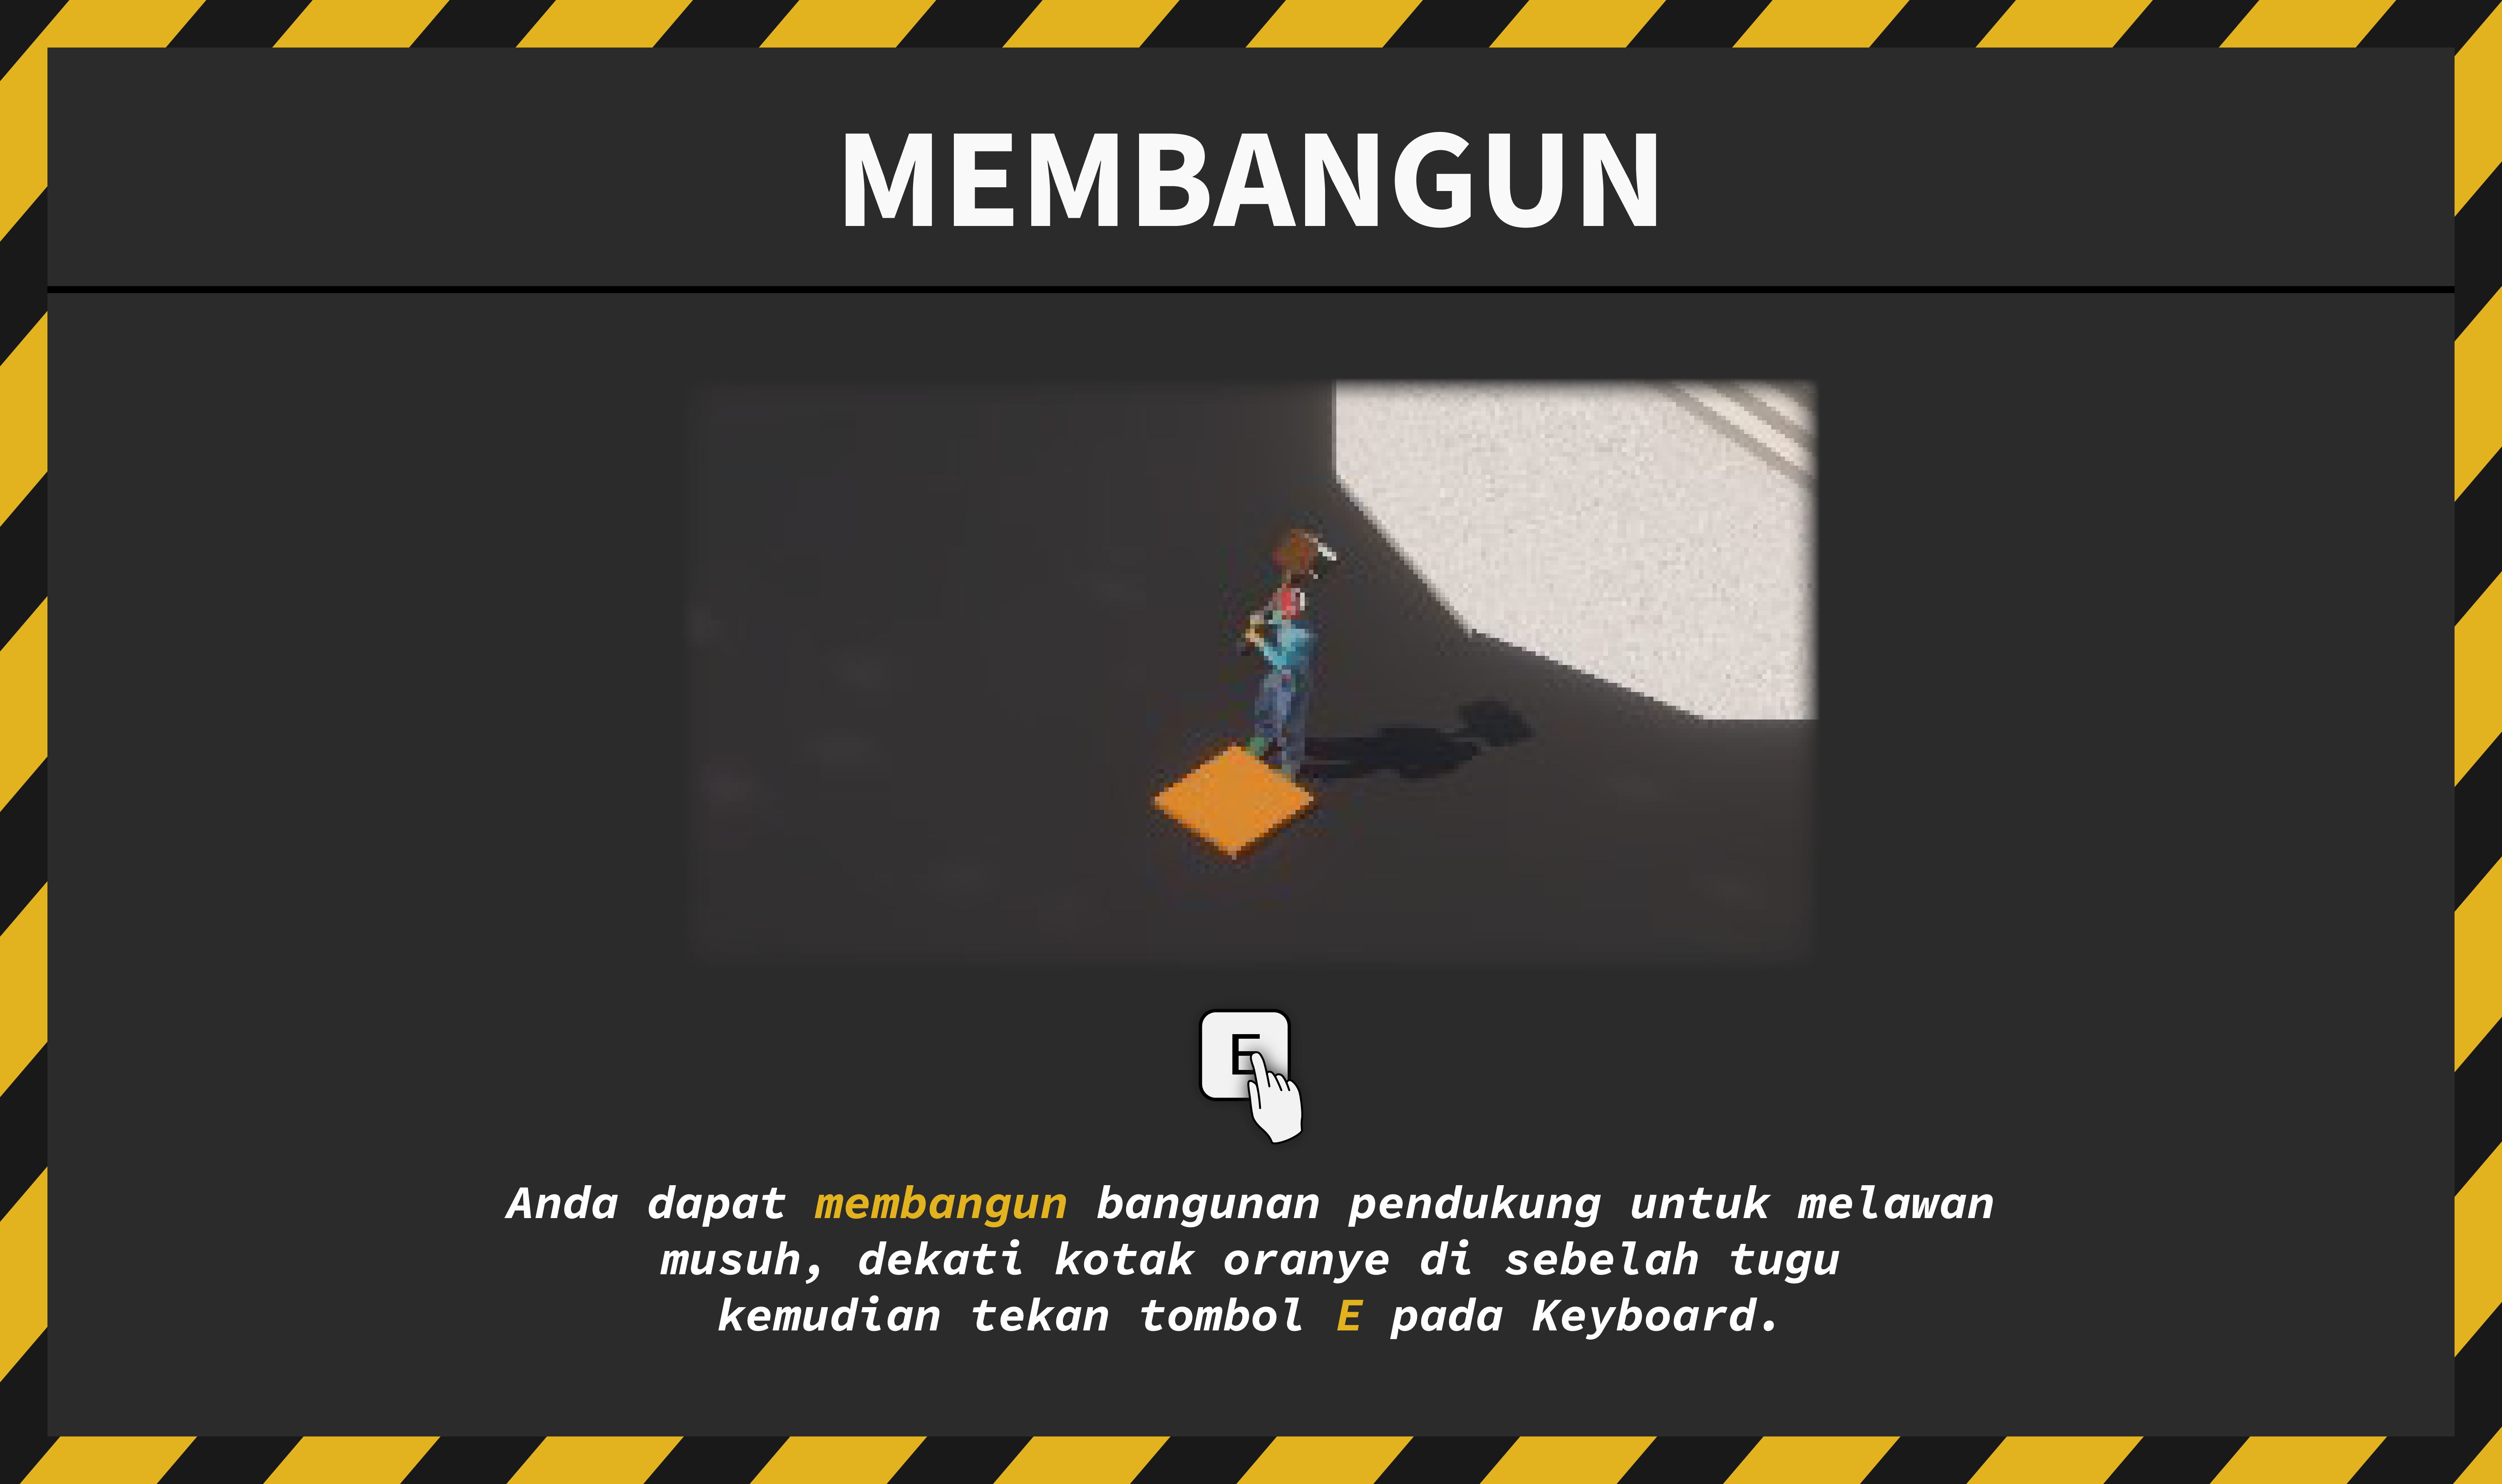 MEMBANGUN
E
Anda dapat membangun bangunan pendukung untuk melawan
musuh, dekati kotak oranye di sebelah tugu
kemudian tekan tombol E pada Keyboard.